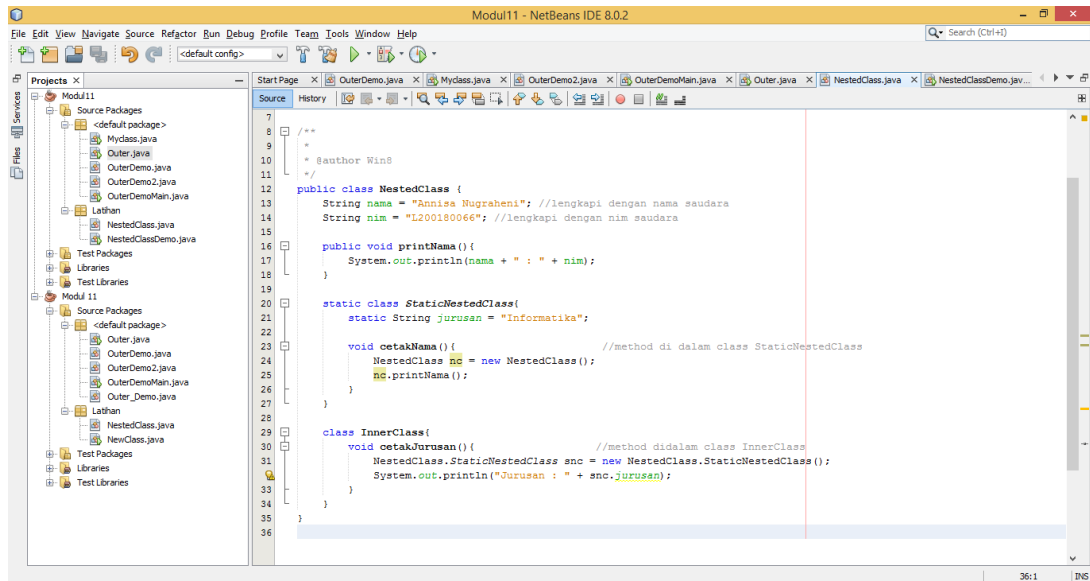 Modul11 - NetBeans IDE 8.0.2
File Edit View Navigate Source Refactor Run Debug Profile Team Tools Window Help
Search (Ctrl+I)
<default config>
Services
Files
Projects
Modul11
Source Packages
<default package>
Myclass.java
Outer.java
OuterDemo.java
OuterDemo2.java
OuterDemoMain.java
Latihan
NestedClass.java
NestedClassDemo.java
Test Packages
Libraries
Test Libraries
Modul 11
Source Packages
<default package>
Outer.java
OuterDemo.java
OuterDemo2.java
OuterDemoMain.java
Outer_Demo.java
Latihan
NestedClass.java
NewClass.java
Test Packages
Libraries
Test Libraries
Start Page OuterDemo.java Myclass.java OuterDemo2.java OuterDemoMain.java Outer.java NestedClass.java NestedClassDemo.jav...
Source History
7
8 /**
9 *
10 * @author Win8
11 */
12 public class NestedClass {
13 String nama = "Annisa Nugraheni"; //lengkapi dengan nama saudara
14 String nim = "L200180066"; //lengkapi dengan nim saudara
15
16 public void printNama(){
17 System.out.println(nama + " : " + nim);
18 }
19
20 static class StaticNestedClass{
21 static String jurusan = "Informatika";
22
23 void cetakNama(){ //method di dalam class StaticNestedClass
24 NestedClass nc = new NestedClass();
25 nc.printNama();
26 }
27 }
28
29 class InnerClass{
30 void cetakJurusan(){ //method didalam class InnerClass
31 NestedClass.StaticNestedClass snc = new NestedClass.StaticNestedClass();
System.out.println("Jurusan : " + snc.jurusan);
33 }
34 }
35 }
36
36:1 INS